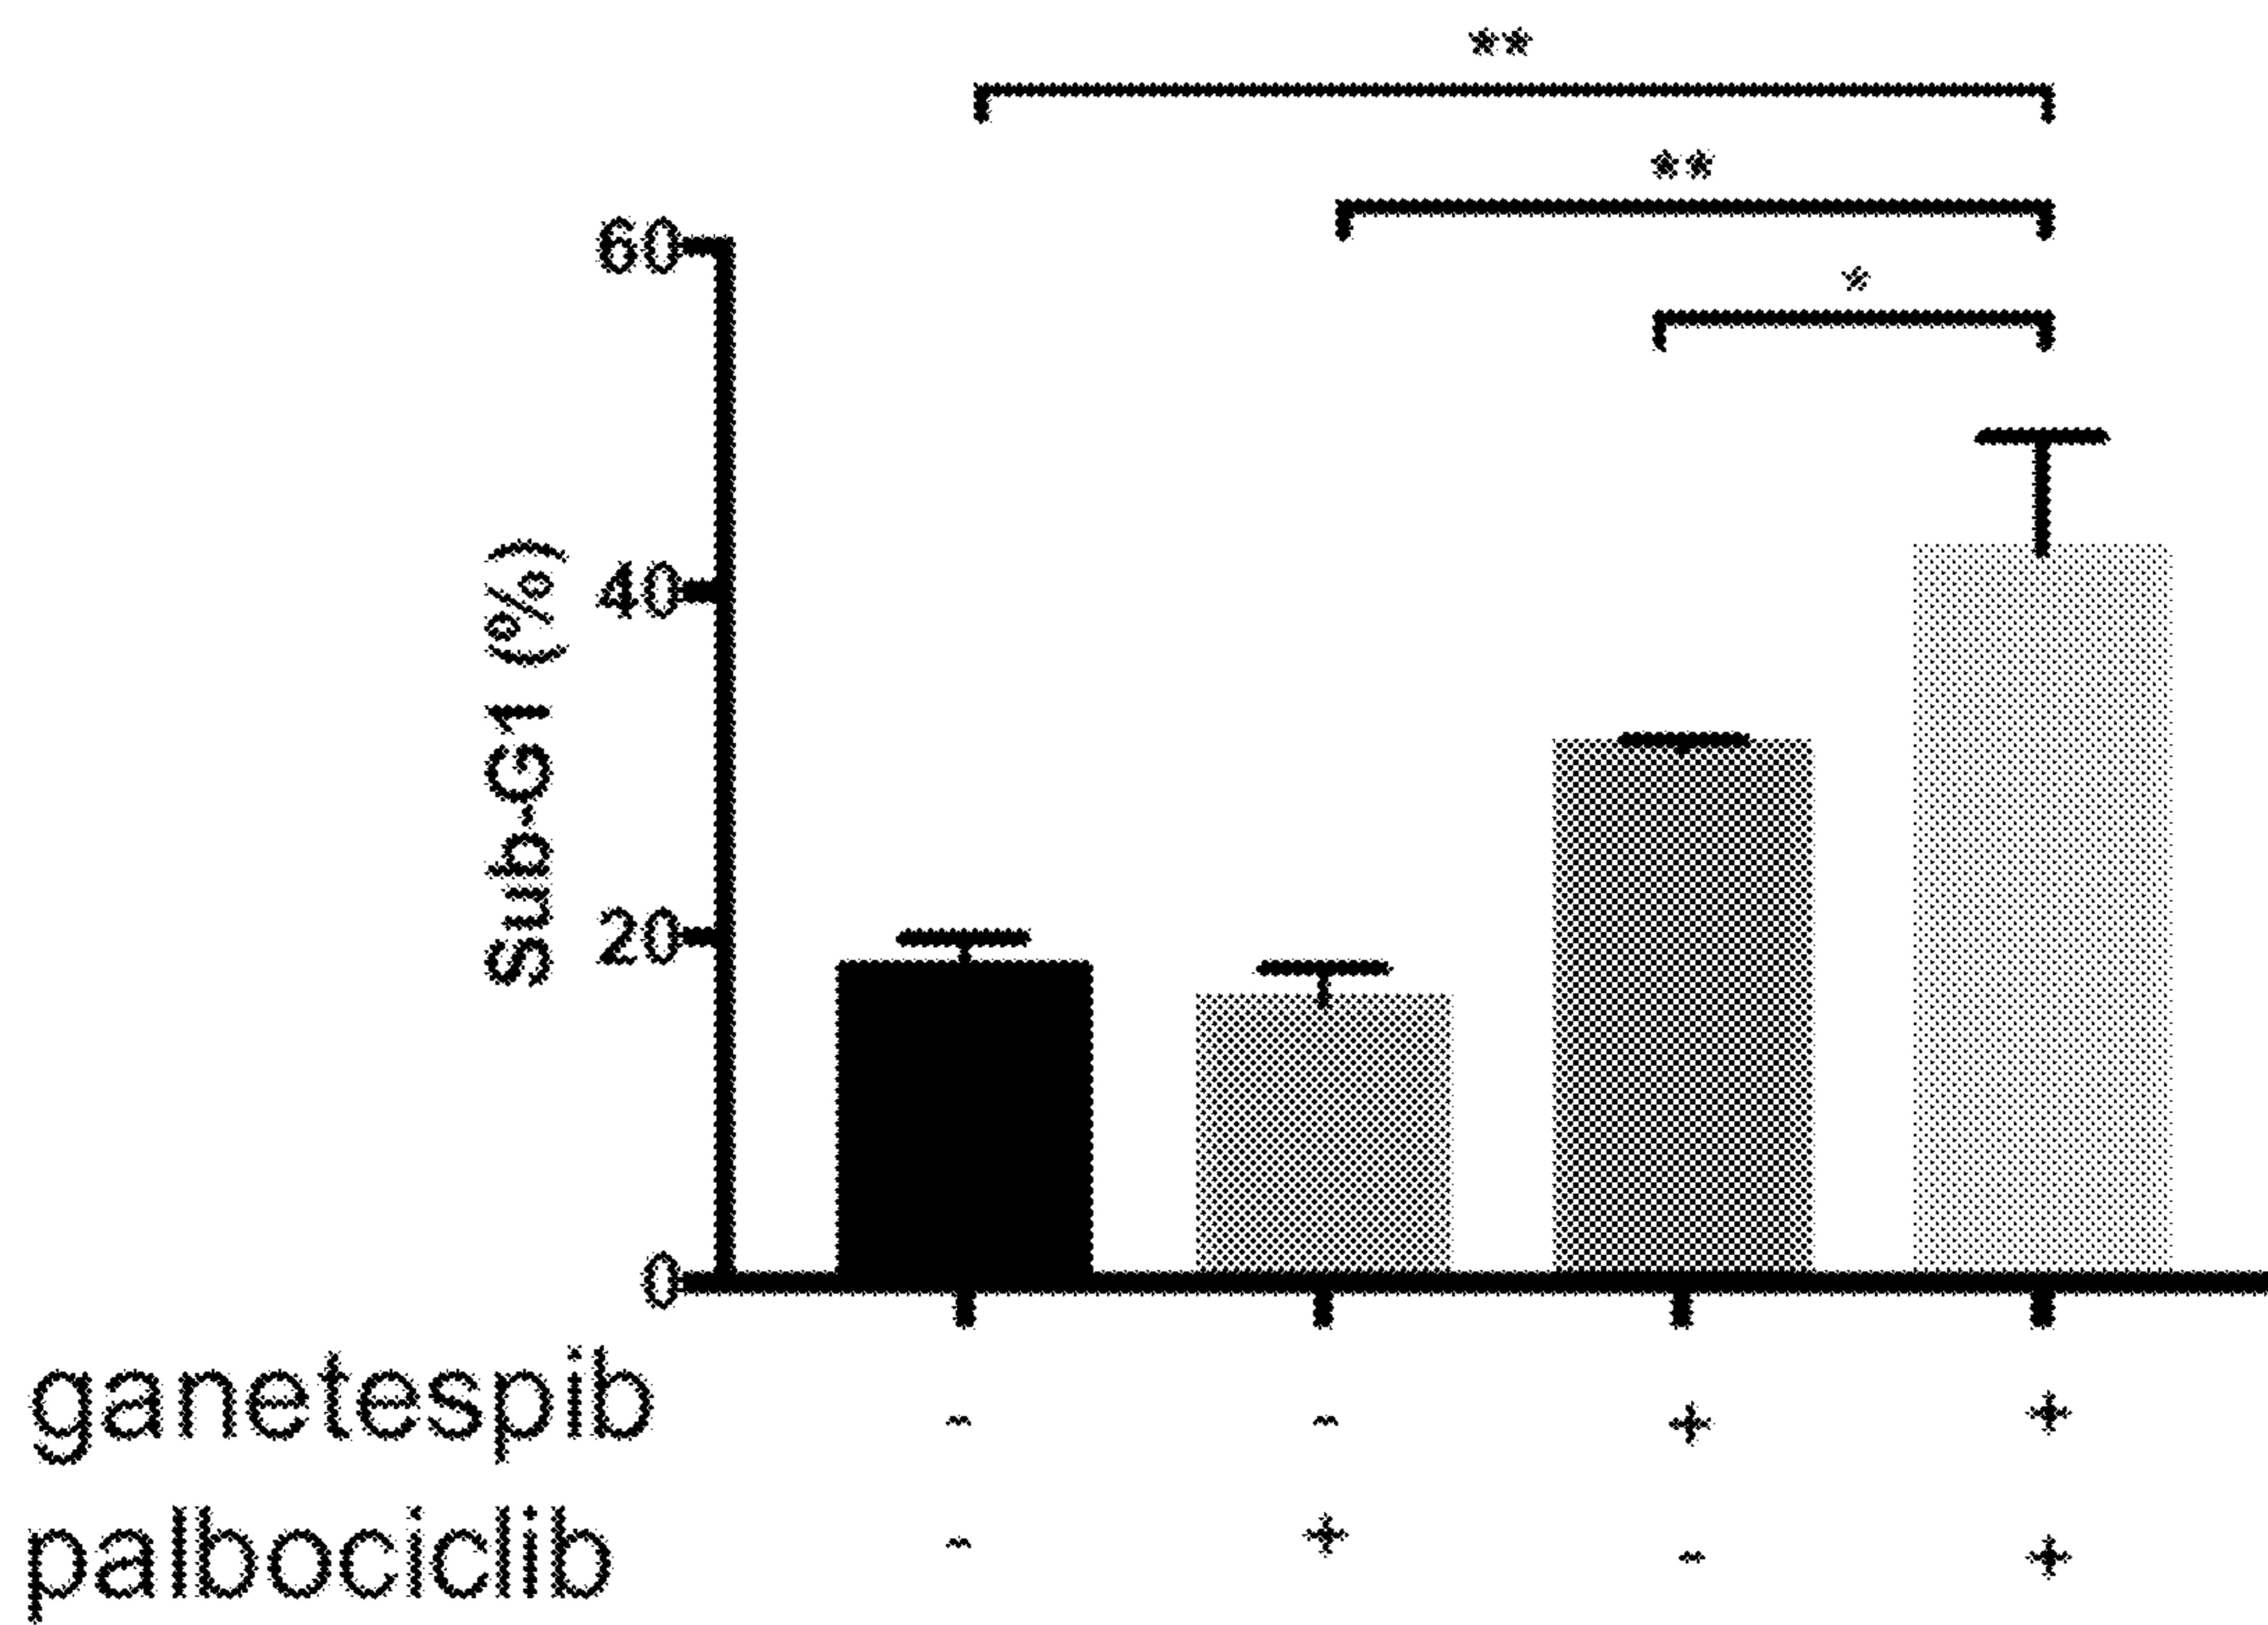 **
**
*
60
40
20
0
Sub-G1 (%)
ganetespib - - + +
palbociclib - + - +